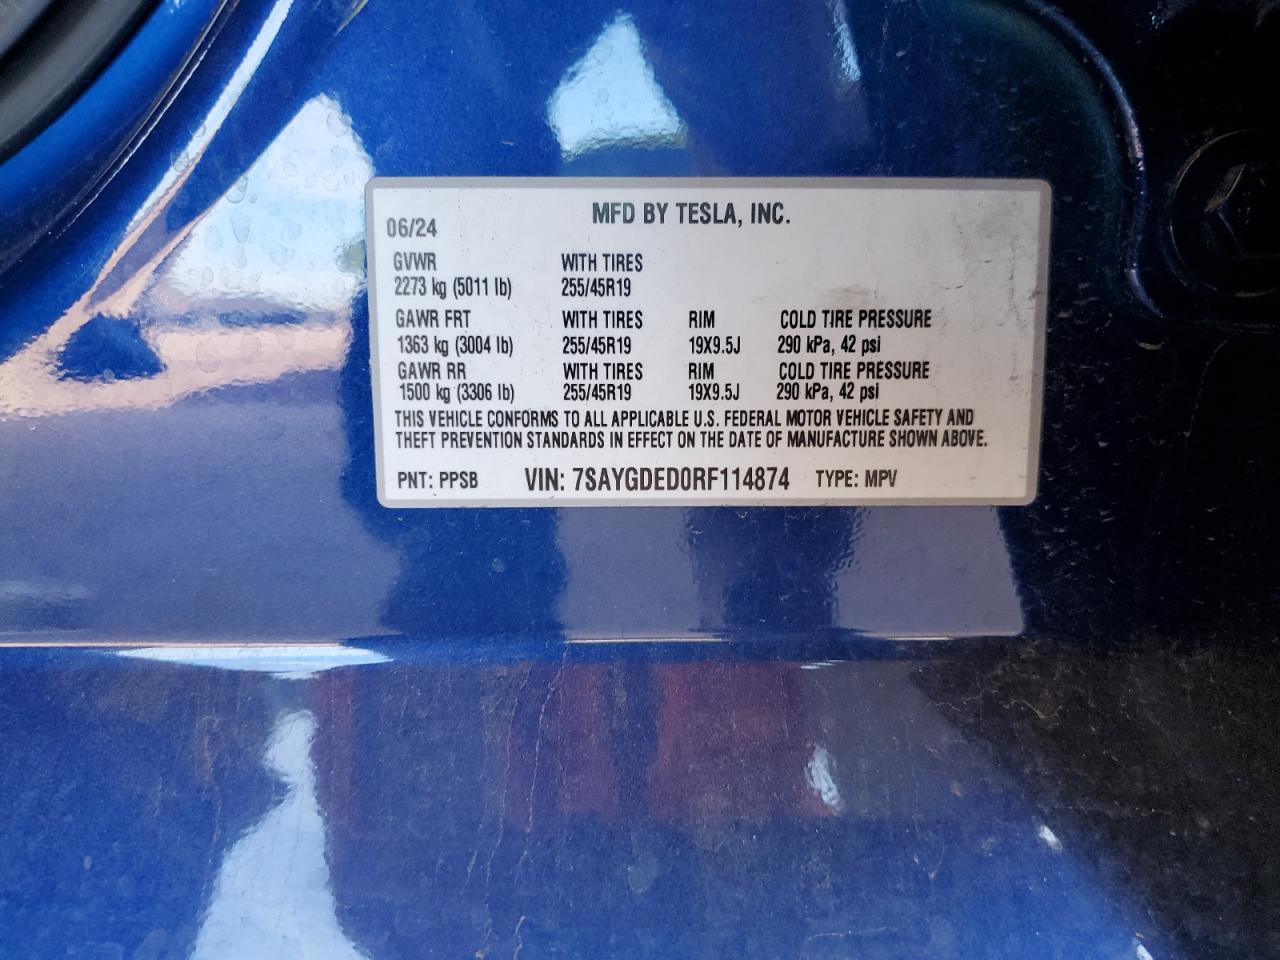 MFD BY TESLA, INC.
06/24
GVWR WITH TIRES
2273 kg (5011 lb) 255/45R19
GAWR FRT WITH TIRES RIM COLD TIRE PRESSURE
1363 kg (3004 lb) 255/45R19 19X9.5J 290 kPa, 42 psi
GAWR RR WITH TIRES RIM COLD TIRE PRESSURE
1500 kg (3306 lb) 255/45R19 19X9.5J 290 kPa, 42 psi
THIS VEHICLE CONFORMS TO ALL APPLICABLE U.S. FEDERAL MOTOR VEHICLE SAFETY AND
THEFT PREVENTION STANDARDS IN EFFECT ON THE DATE OF MANUFACTURE SHOWN ABOVE.
PNT: PPSB VIN: 7SAYGDED0RF114874 TYPE: MPV